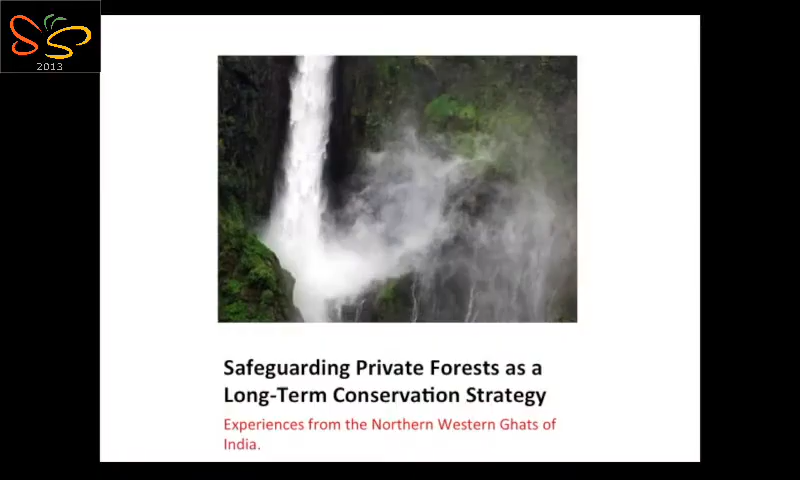 2013
Safeguarding Private Forests as a
Long-Term Conservation Strategy
Experiences from the Northern Western Ghats of
India.